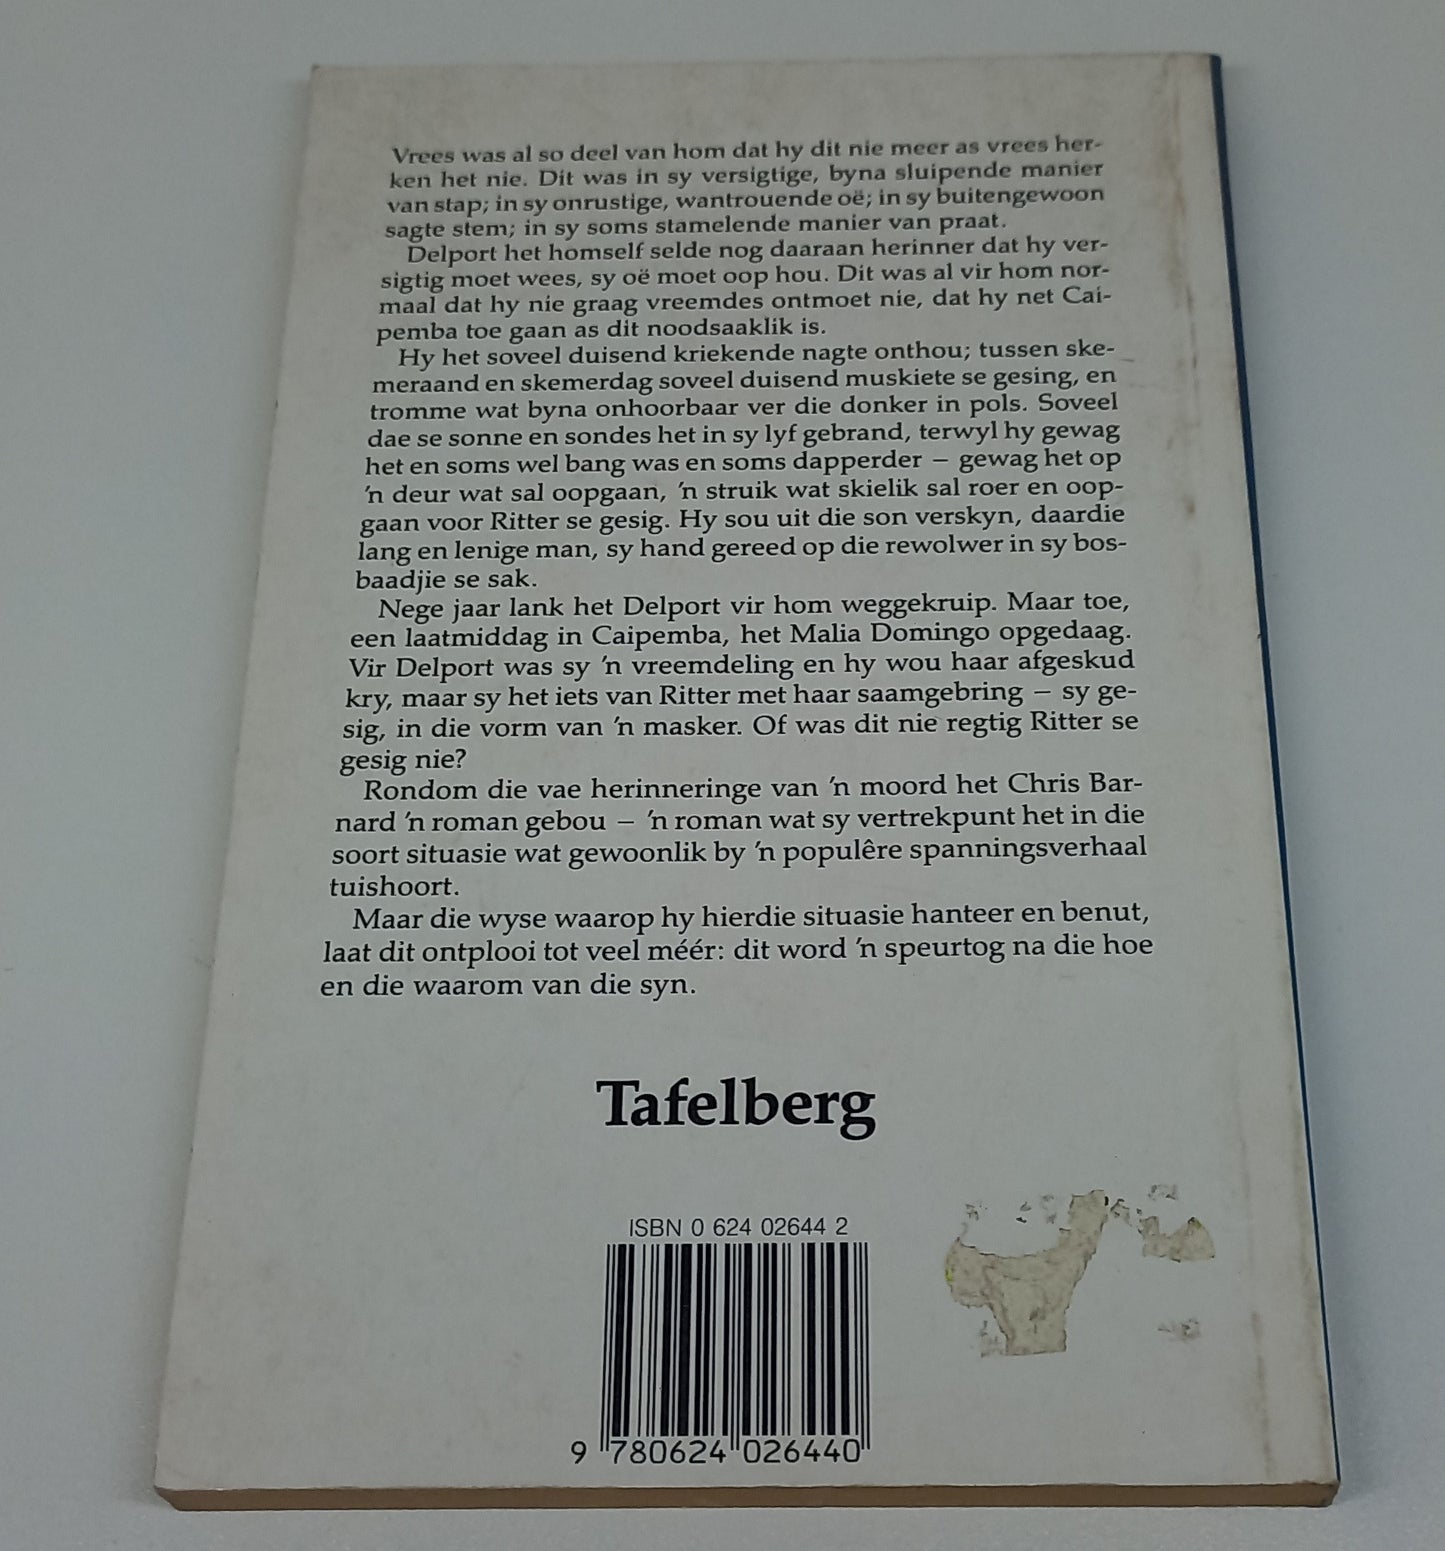 Vrees was al so deel van hom dat hy dit nie meer as vrees her-
ken het nie. Dit was in sy versigtige, byna sluipende manier
van stap; in sy onrustige, wantrouende oë; in sy buitengewoon
sagte stem; in sy soms stamelende manier van praat.
Delport het homself selde nog daaraan herinner dat hy ver-
sigtig moet wees, sy oë moet oop hou. Dit was al vir hom nor-
maal dat hy nie graag vreemdes ontmoet nie, dat hy net Cai-
pemba toe gaan as dit noodsaaklik is.
Hy het soveel duisend kriekende nagte onthou; tussen ske-
meraand en skemerdag soveel duisend muskiete se gesing, en
tromme wat byna onhoorbaar ver die donker in pols. Soveel
dae se sonne en sondes het in sy lyf gebrand, terwyl hy gewag
het en soms wel bang was en soms dapperder – gewag het op
'n deur wat sal oopgaan, 'n struik wat skielik sal roer en oop-
gaan voor Ritter se gesig. Hy sou uit die son verskyn, daardie
lang en lenige man, sy hand gereed op die rewolwer in sy bos-
baadjie se sak.
Nege jaar lank het Delport vir hom weggekruip. Maar toe,
een laatmiddag in Caipemba, het Malia Domingo opgedaag.
Vir Delport was sy 'n vreemdeling en hy wou haar afgeskud
kry, maar sy het iets van Ritter met haar saamgebring – sy ge-
sig, in die vorm van 'n masker. Of was dit nie regtig Ritter se
gesig nie?
Rondom die vae herinneringe van 'n moord het Chris Bar-
nard 'n roman gebou – 'n roman wat sy vertrekpunt het in die
soort situasie wat gewoonlik by 'n populêre spanningsverhaal
tuishoort.
Maar die wyse waarop hy hierdie situasie hanteer en benut,
laat dit ontplooi tot veel méér: dit word 'n speurtog na die hoe
en die waarom van die syn.
Tafelberg
ISBN 0 624 02644 2
9 780624 026440